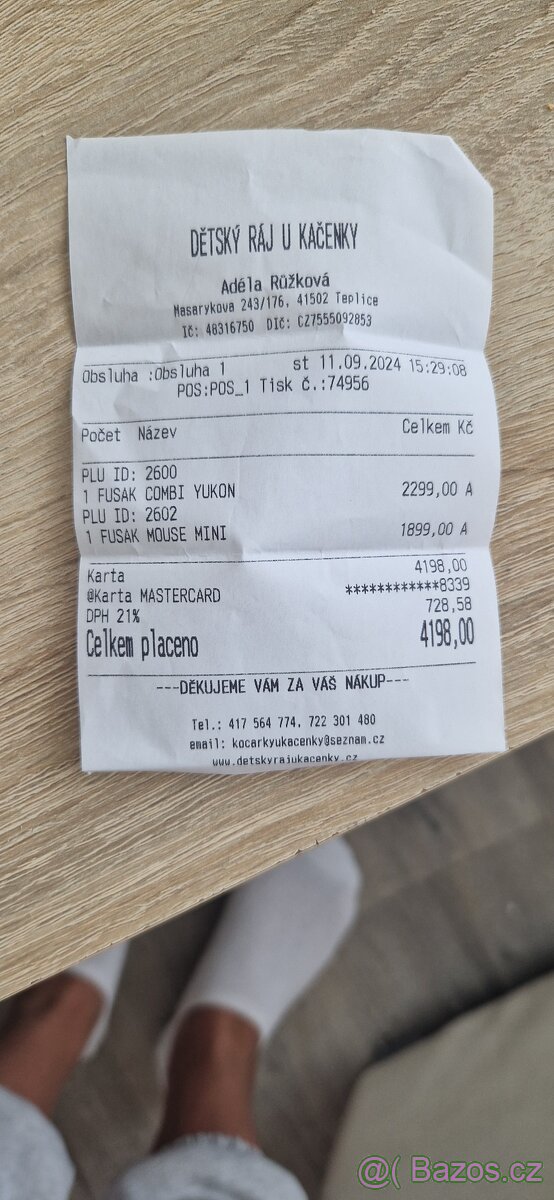 DĚTSKÝ RÁJ U KAČENKY
Adéla Růžková
Masarykova 243/176, 41502 Teplice
Ič: 48316750 DIč: CZ7555092853
Obsluha :Obsluha 1 st 11.09.2024 15:29:08
POS:POS_1 Tisk č.:74956
Počet Název Celkem Kč
PLU ID: 2600
1 FUSAK COMBI YUKON 2299,00 A
PLU ID: 2602
1 FUSAK MOUSE MINI 1899,00 A
Karta 4198,00
@Karta MASTERCARD ************8339
DPH 21% 728,58
Celkem placeno 4198,00
---DĚKUJEME VÁM ZA VÁŠ NÁKUP---
Tel.: 417 564 774, 722 301 480
email: kocarkyukacenky@seznam.cz
www.detskyrajukacenky.cz
@( Bazos.cz